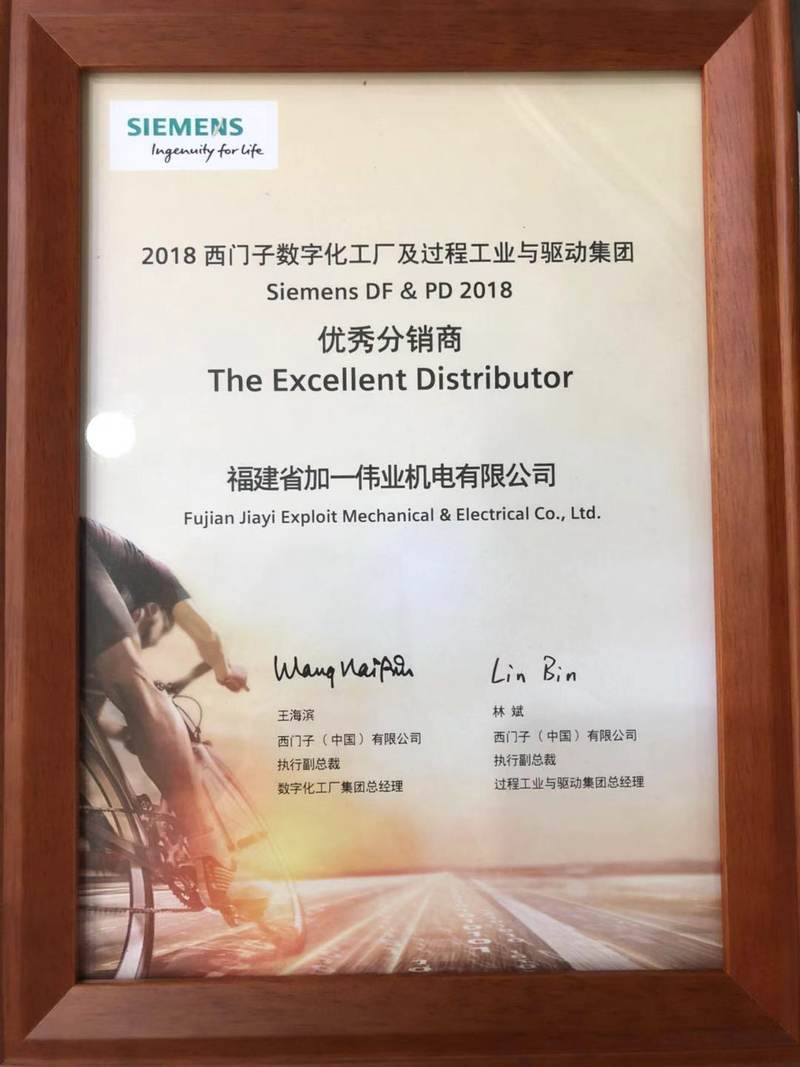 SIEMENS
Ingenuity for life
2018 西门子数字化工厂及过程工业与驱动集团
Siemens DF & PD 2018
优秀分销商
The Excellent Distributor
福建省加一伟业机电有限公司
Fujian Jiayi Exploit Mechanical & Electrical Co., Ltd.
Wang Haibin
Lin Bin
王海滨
林 斌
西门子（中国）有限公司
西门子（中国）有限公司
执行副总裁
执行副总裁
数字化工厂集团总经理
过程工业与驱动集团总经理